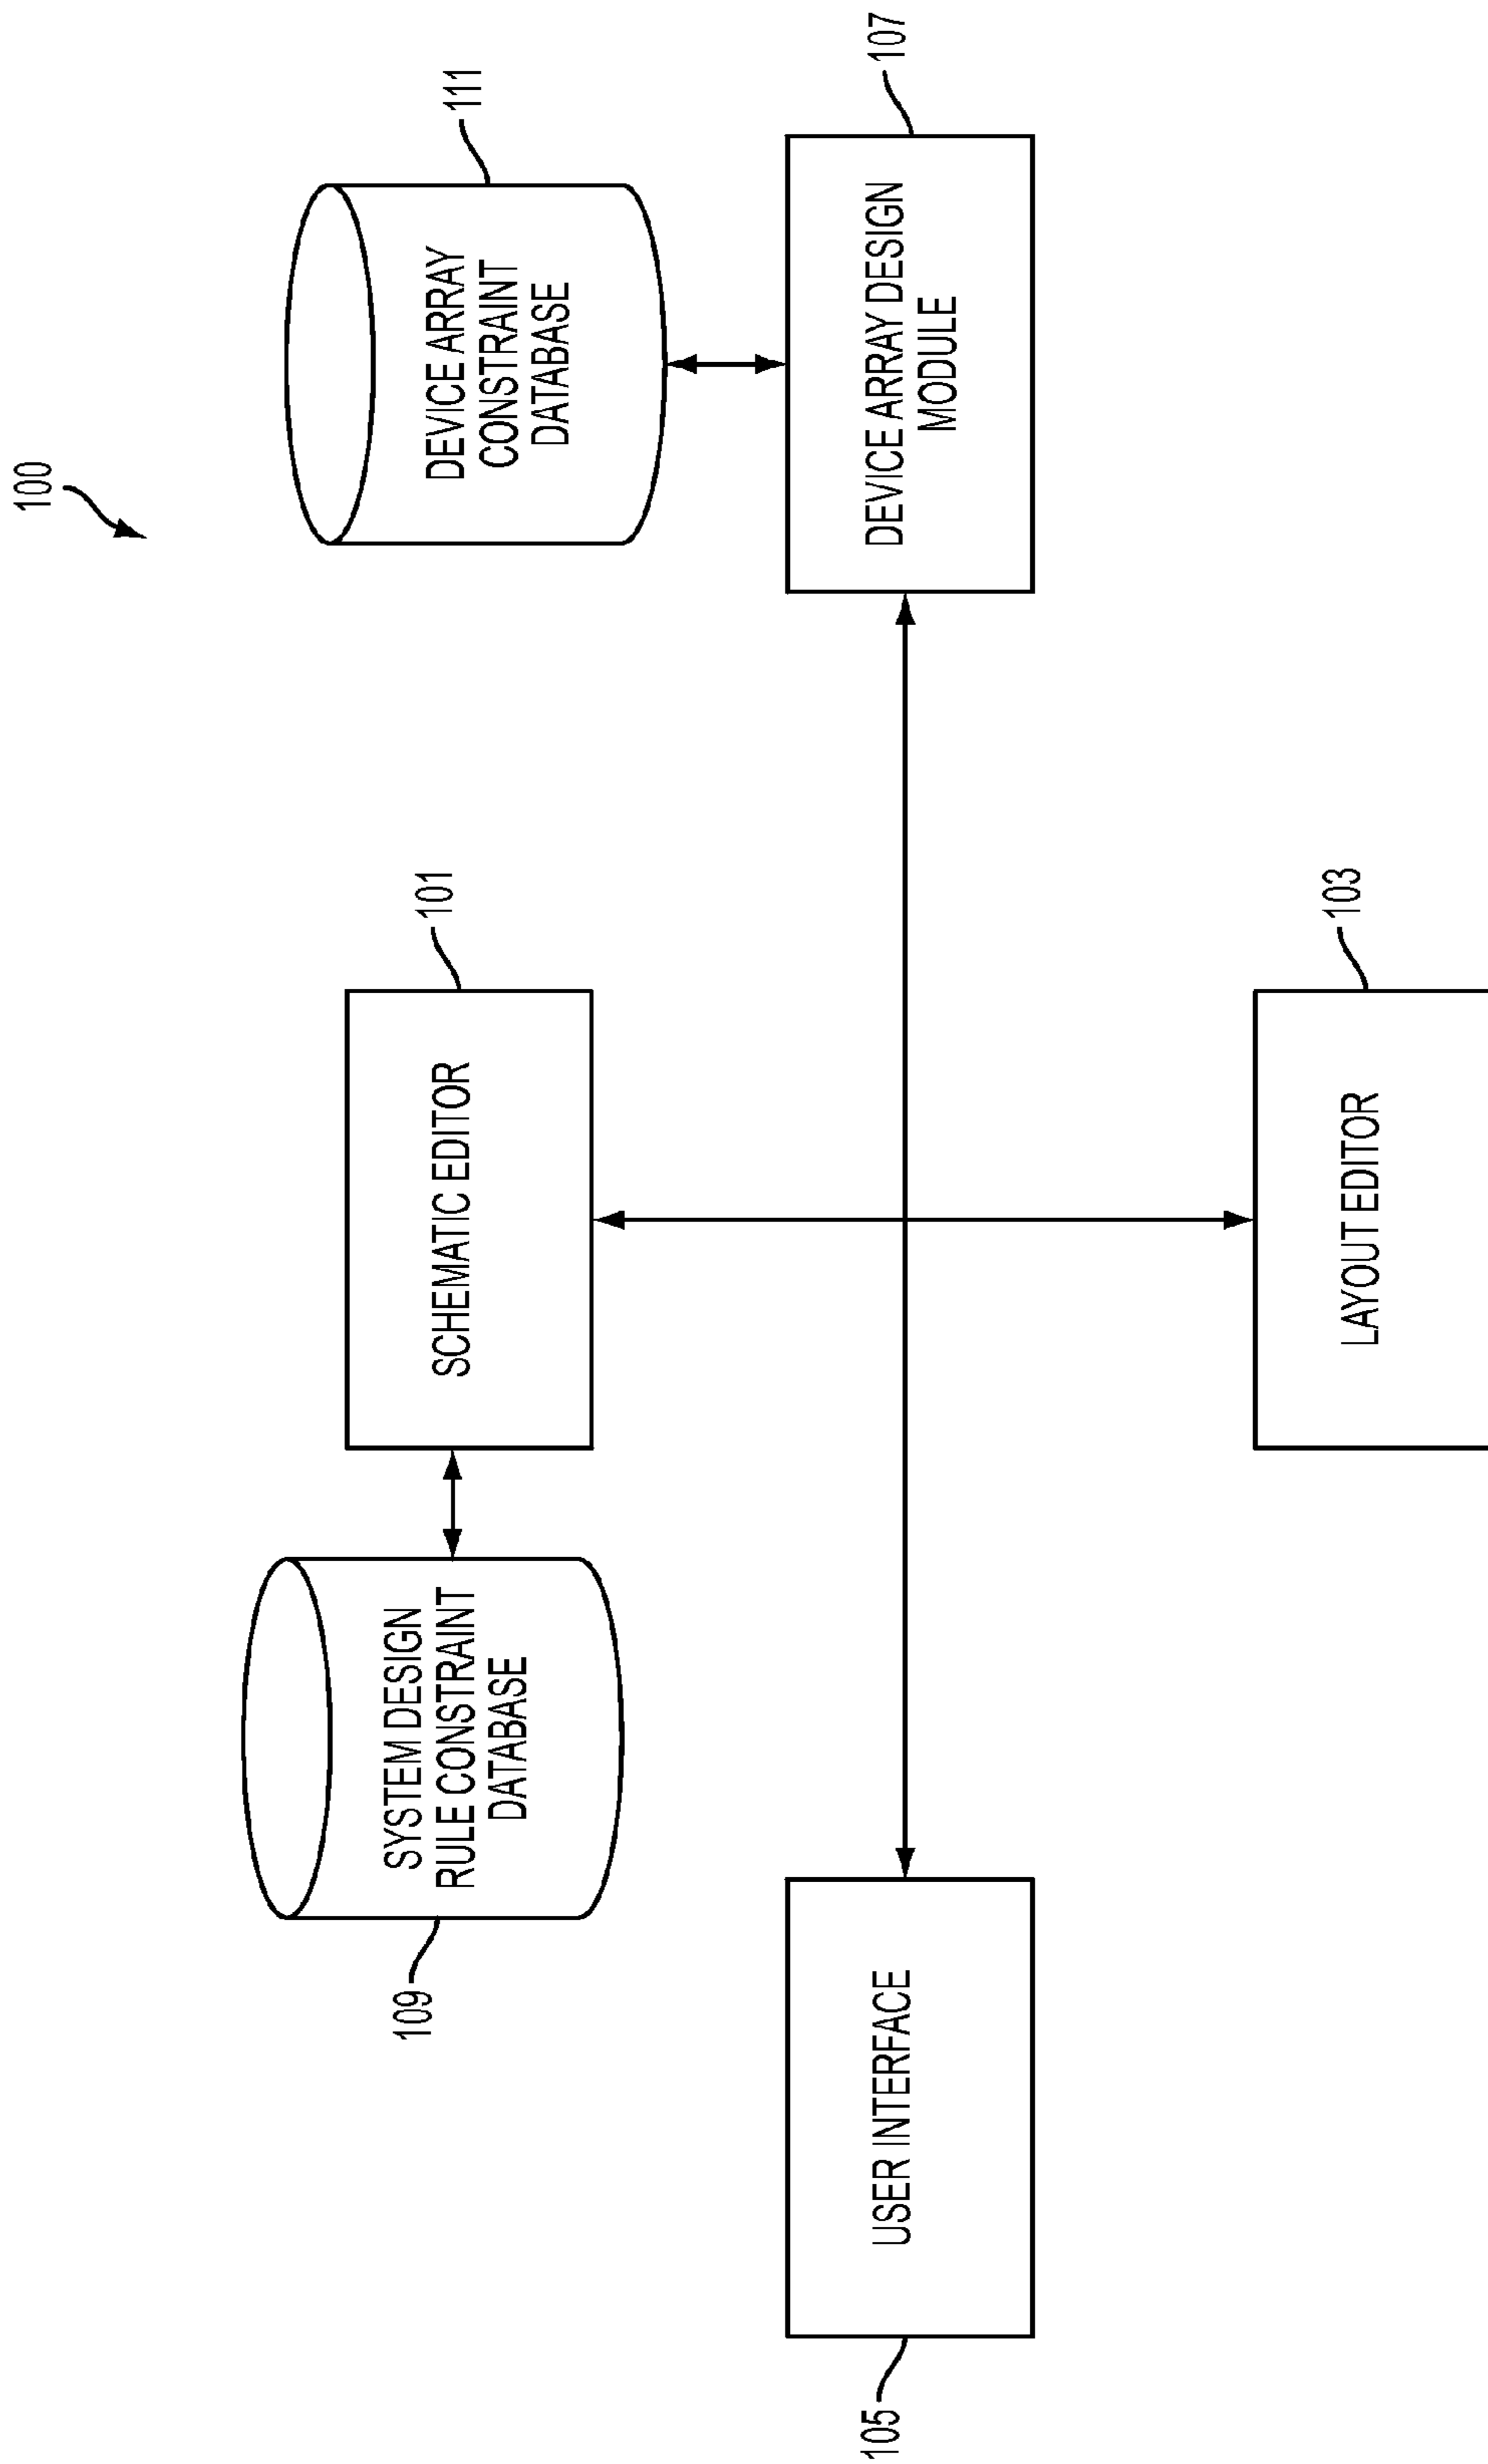 100
111
DEVICE ARRAY
CONSTRAINT
DATABASE
101
SCHEMATIC EDITOR
SYSTEM DESIGN
RULE CONSTRAINT
DATABASE
109
107
DEVICE ARRAY DESIGN
MODULE
USER INTERFACE
105
103
LAYOUT EDITOR